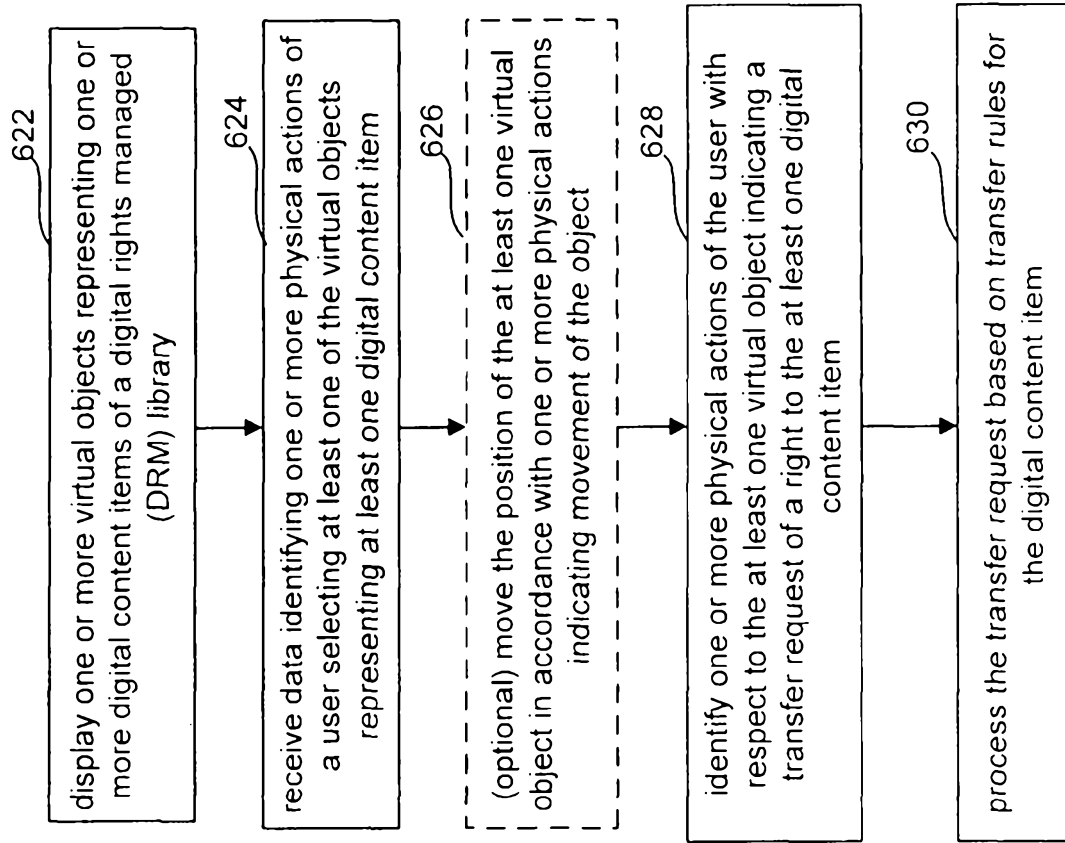 622
display one or more virtual objects representing one or
more digital content items of a digital rights managed
(DRM) library
624
receive data identifying one or more physical actions of
a user selecting at least one of the virtual objects
representing at least one digital content item
626
(optional) move the position of the at least one virtual
object in accordance with one or more physical actions
indicating movement of the object
628
identify one or more physical actions of the user with
respect to the at least one virtual object indicating a
transfer request of a right to the at least one digital
content item
630
process the transfer request based on transfer rules for
the digital content item